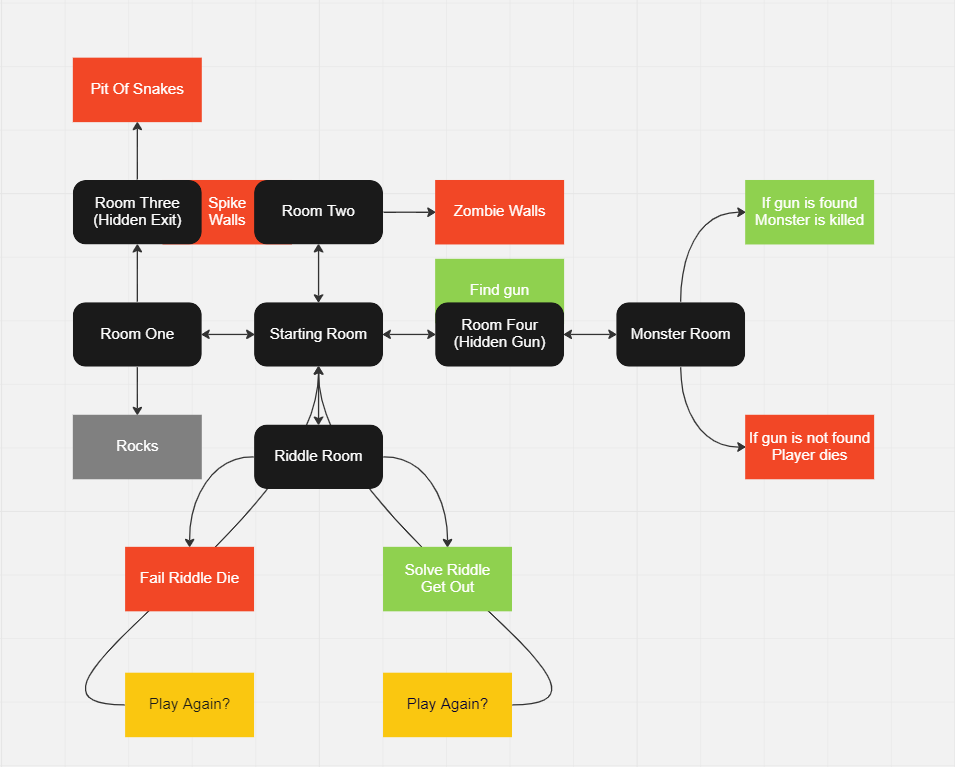 Pit Of Snakes
Room Three
(Hidden Exit)
Spike
Walls
Room Two
Zombie Walls
If gun is found
Monster is killed
Find gun
Room One
Starting Room
Room Four
(Hidden Gun)
Monster Room
Rocks
Riddle Room
If gun is not found
Player dies
Fail Riddle Die
Solve Riddle
Get Out
Play Again?
Play Again?